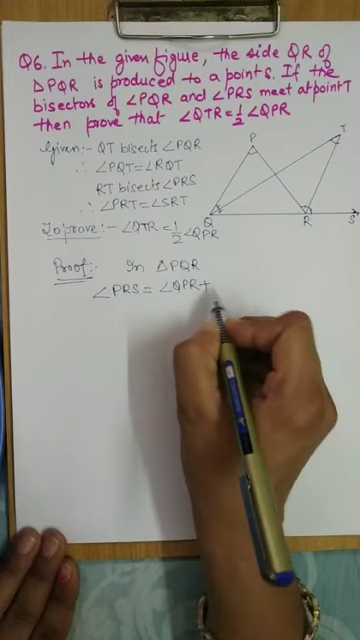 Q6. In the given figure, the side QR of
ΔPQR is produced to a point S. If the
bisectors of ∠PQR and ∠PRS meet at point T
then prove that ∠QTR = 1/2 ∠QPR
Given:- QT bisects ∠PQR
∴ ∠PQT = ∠RQT
RT bisects ∠PRS
∴ ∠PRT = ∠SRT
To prove:- ∠QTR = 1/2 ∠QPR
P
T
Q
R
S
Proof:- In ΔPQR
∠PRS = ∠QPR +